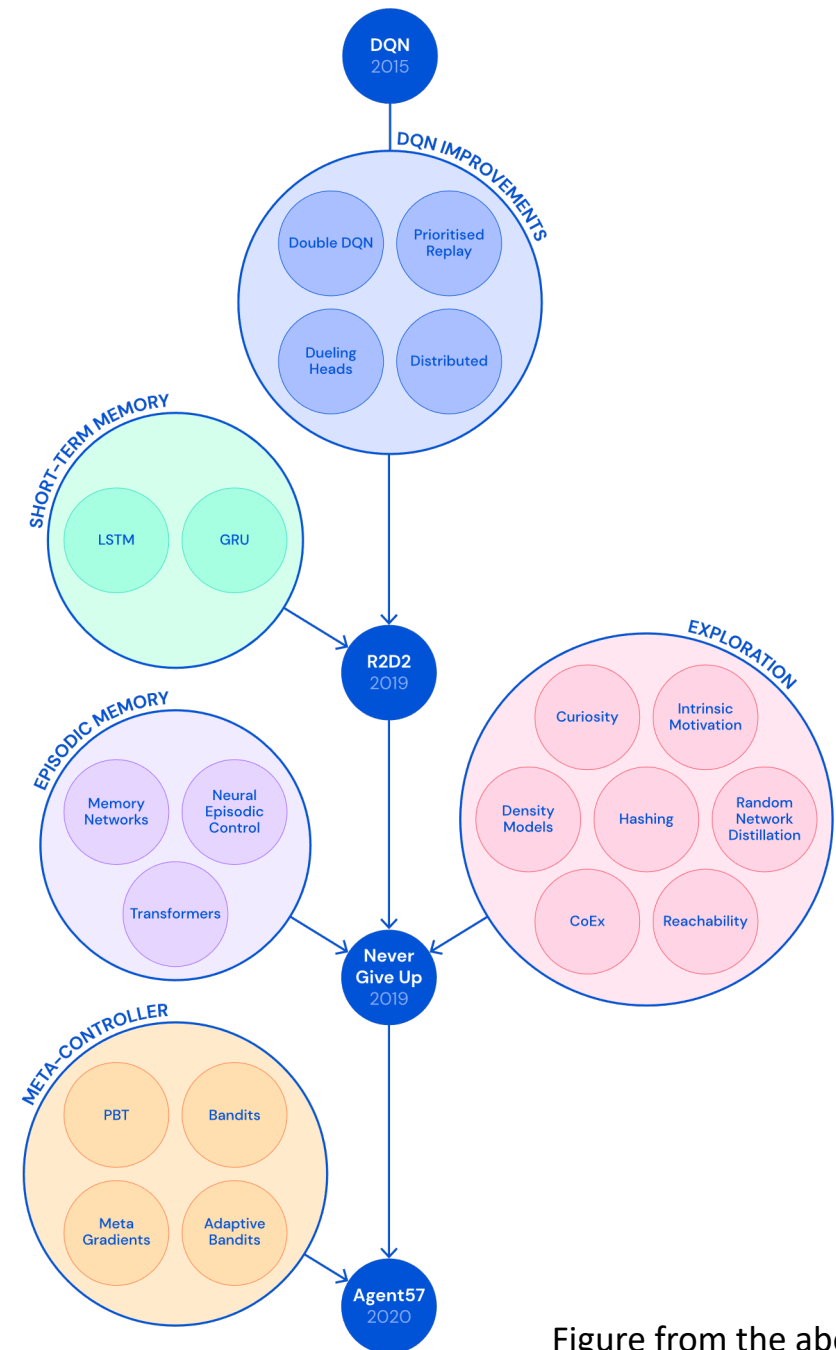 DQN
2015
DQN IMPROVEMENTS
Double DQN
Prioritised
Replay
Dueling
Heads
Distributed
SHORT-TERM MEMORY
LSTM
GRU
R2D2
2019
EXPLORATION
Curiosity
Intrinsic
Motivation
Density
Models
Hashing
Random
Network
Distillation
CoEx
Reachability
EPISODIC MEMORY
Memory
Networks
Neural
Episodic
Control
Transformers
Never
Give Up
2019
META-CONTROLLER
PBT
Bandits
Meta
Gradients
Adaptive
Bandits
Agent57
2020
Figure from the abo